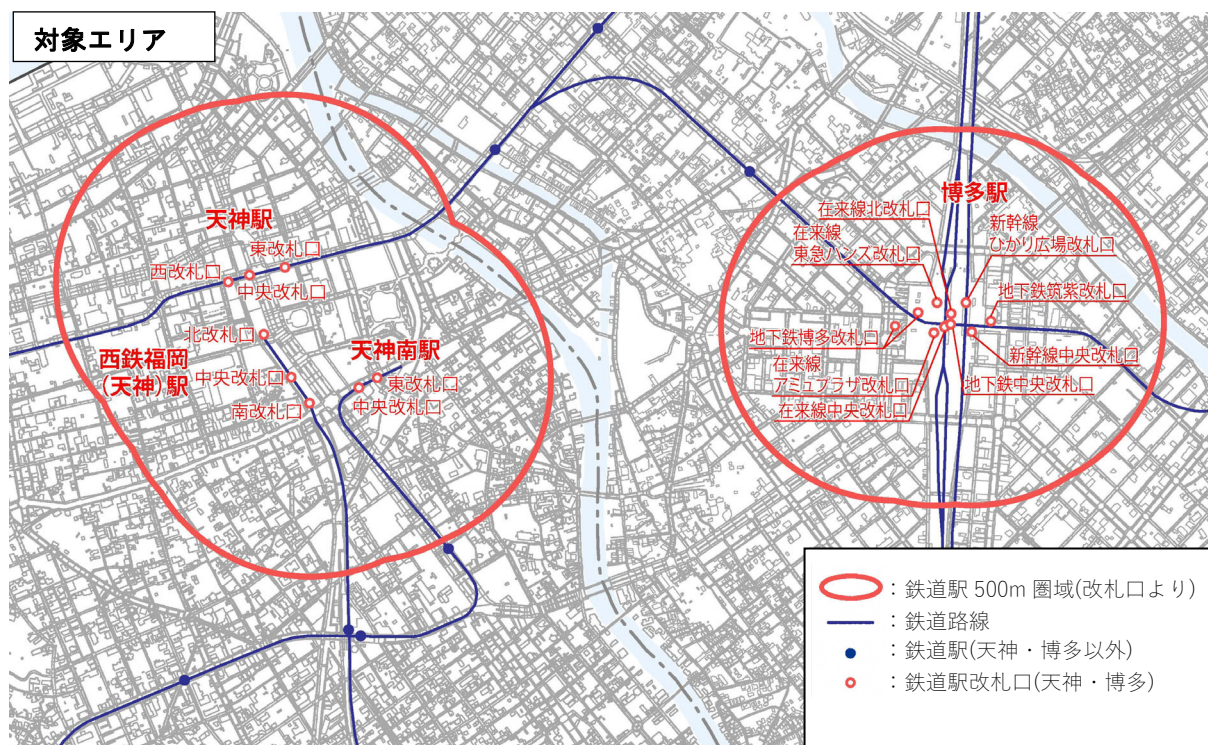 対象エリア
天神駅
東改札口
西改札口
中央改札口
北改札口
西鉄福岡
(天神)駅
中央改札口
南改札口
天神南駅
東改札口
中央改札口
博多駅
在来線北改札口
在来線
東急ハンズ改札口
新幹線
ひかり広場改札口
地下鉄筑紫改札口
地下鉄博多改札口
新幹線中央改札口
在来線
アミュプラザ改札口
地下鉄中央改札口
在来線中央改札口
：鉄道駅 500m 圏域(改札口より)
：鉄道路線
：鉄道駅(天神・博多以外)
：鉄道駅改札口(天神・博多)